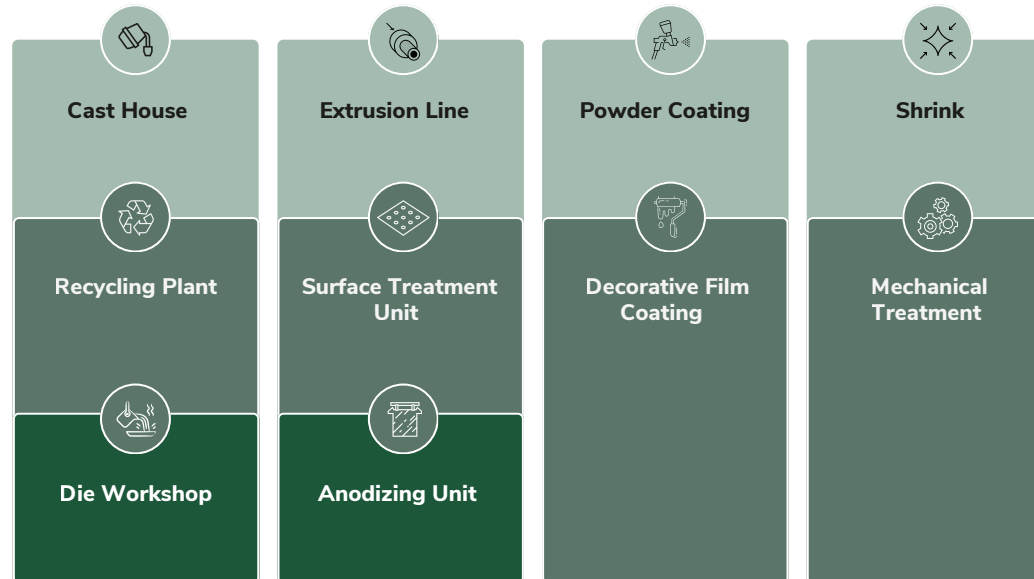 Cast House
Extrusion Line
Powder Coating
Shrink
Recycling Plant
Surface Treatment
Unit
Decorative Film
Coating
Mechanical
Treatment
Die Workshop
Anodizing Unit